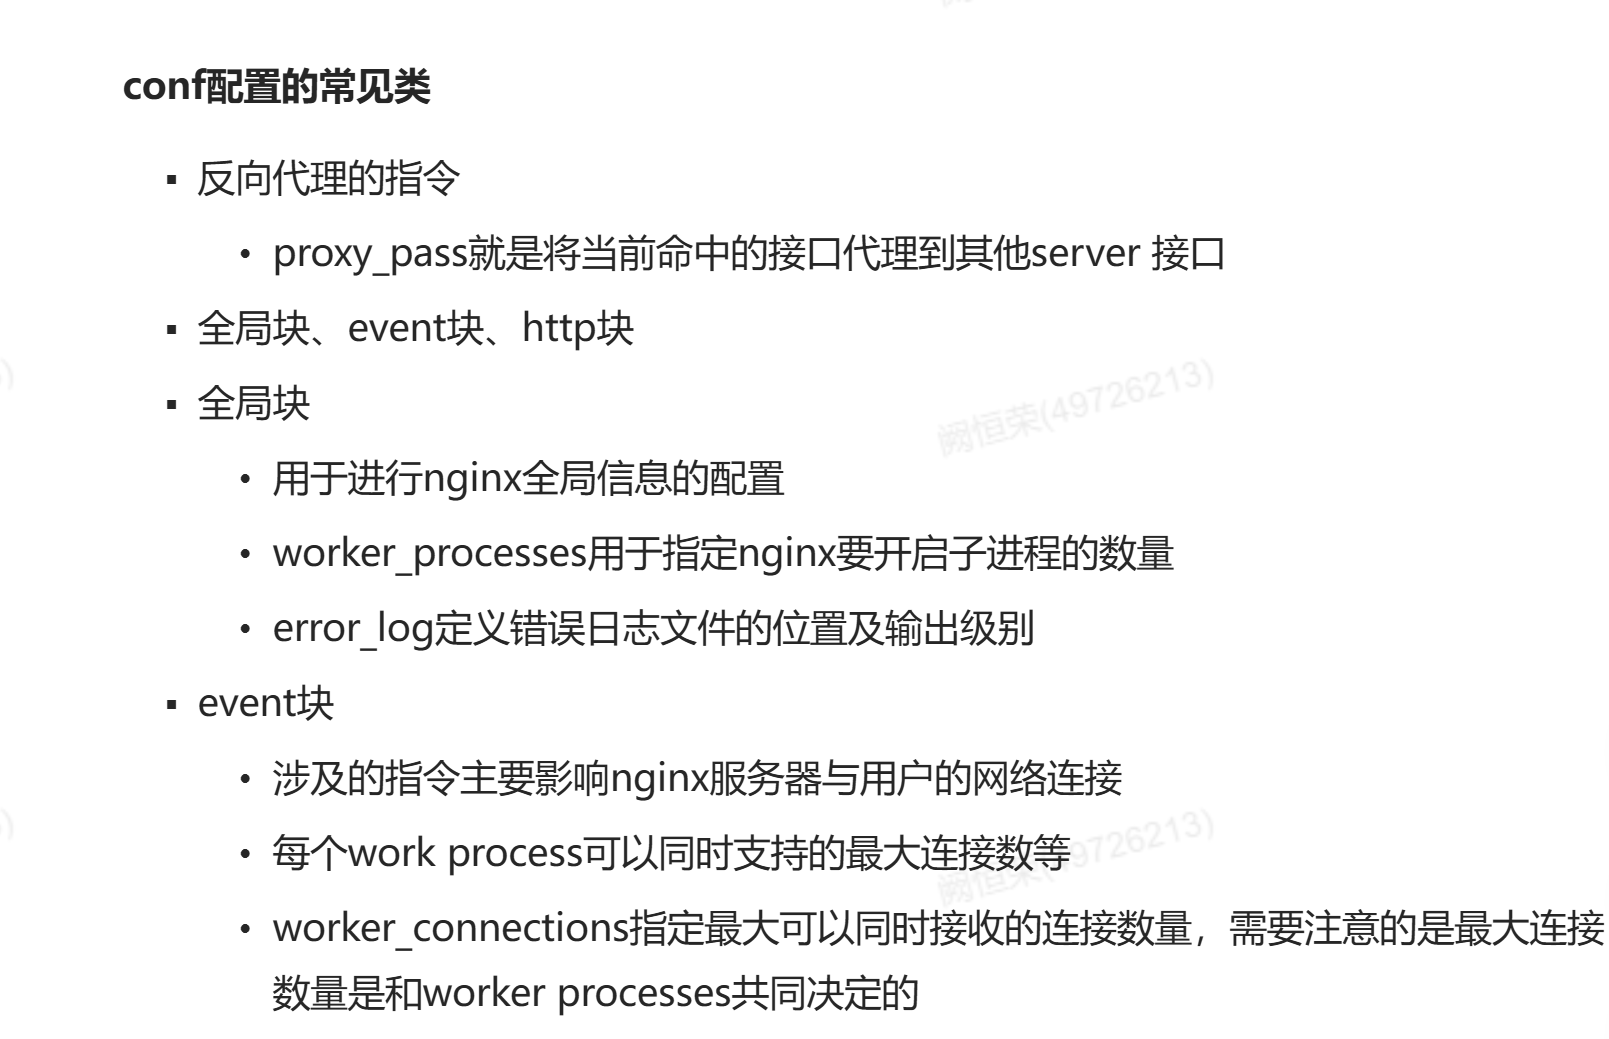 conf配置的常见类
▪ 反向代理的指令
• proxy_pass就是将当前命中的接口代理到其他server 接口
▪ 全局块、event块、http块
▪ 全局块
阙恒荣(49726213)
• 用于进行nginx全局信息的配置
• worker_processes用于指定nginx要开启子进程的数量
• error_log定义错误日志文件的位置及输出级别
▪ event块
• 涉及的指令主要影响nginx服务器与用户的网络连接
• 每个work process可以同时支持的最大连接数等
阙恒荣(49726213)
• worker_connections指定最大可以同时接收的连接数量，需要注意的是最大连接
数量是和worker processes共同决定的